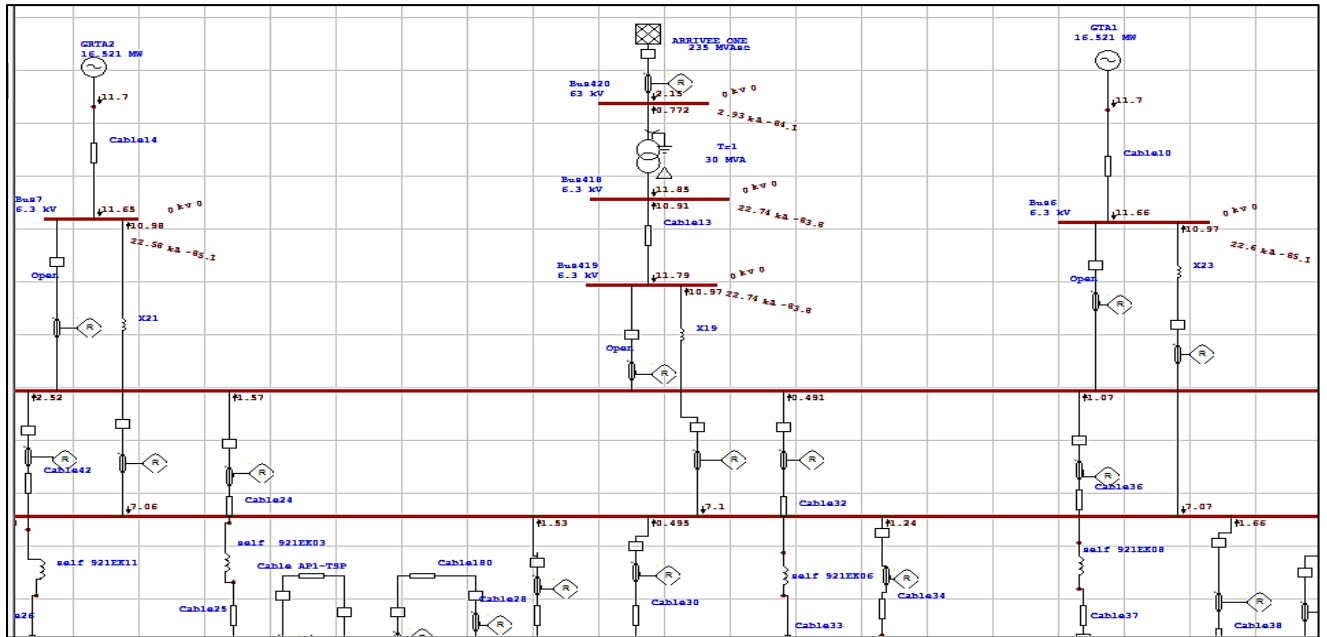 GRTA2
16.521 MW
11.7
Cable14
Bus7
6.3 kV
11.65
0 kV 0
10.98
22.58 kA -85.1
Open
R
X21
ARRIVEE ONE
235 MVAsc
R
Bus420
63 kV
2.15
0 kV 0
0.772
2.93 kA -84.1
Tr1
30 MVA
Bus418
6.3 kV
11.85
0 kV 0
10.91
22.74 kA -83.8
Cable13
Bus419
6.3 kV
11.79
0 kV 0
10.97
22.74 kA -83.8
X19
Open
R
GTA1
16.521 MW
11.7
Cable10
Bus6
6.3 kV
11.66
0 kV 0
10.97
22.6 kA -85.1
X23
Open
R
R
2.52
1.57
0.491
1.07
R
Cable42
R
R
Cable24
R
R
Cable32
R
Cable36
7.06
7.1
7.07
1.53
0.495
1.24
1.66
self 921EK11
self 921EK03
Cable AP1-TSP
Cable180
R
R
self 921EK06
R
self 921EK08
e26
Cable25
Cable28
Cable30
Cable34
Cable37
R
R
R
Cable33
Cable38